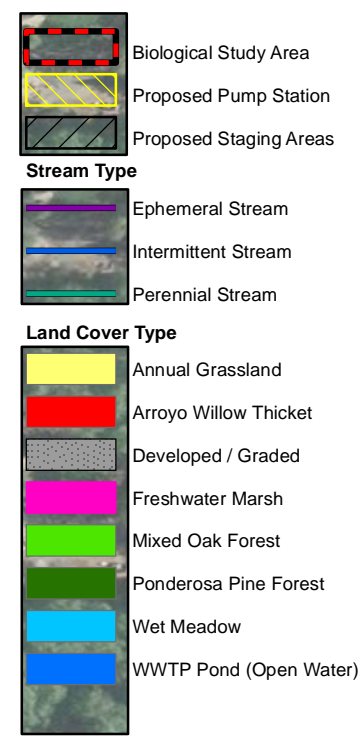 Biological Study Area
Proposed Pump Station
Proposed Staging Areas
Stream Type
Ephemeral Stream
Intermittent Stream
Perennial Stream
Land Cover Type
Annual Grassland
Arroyo Willow Thicket
Developed / Graded
Freshwater Marsh
Mixed Oak Forest
Ponderosa Pine Forest
Wet Meadow
WWTP Pond (Open Water)